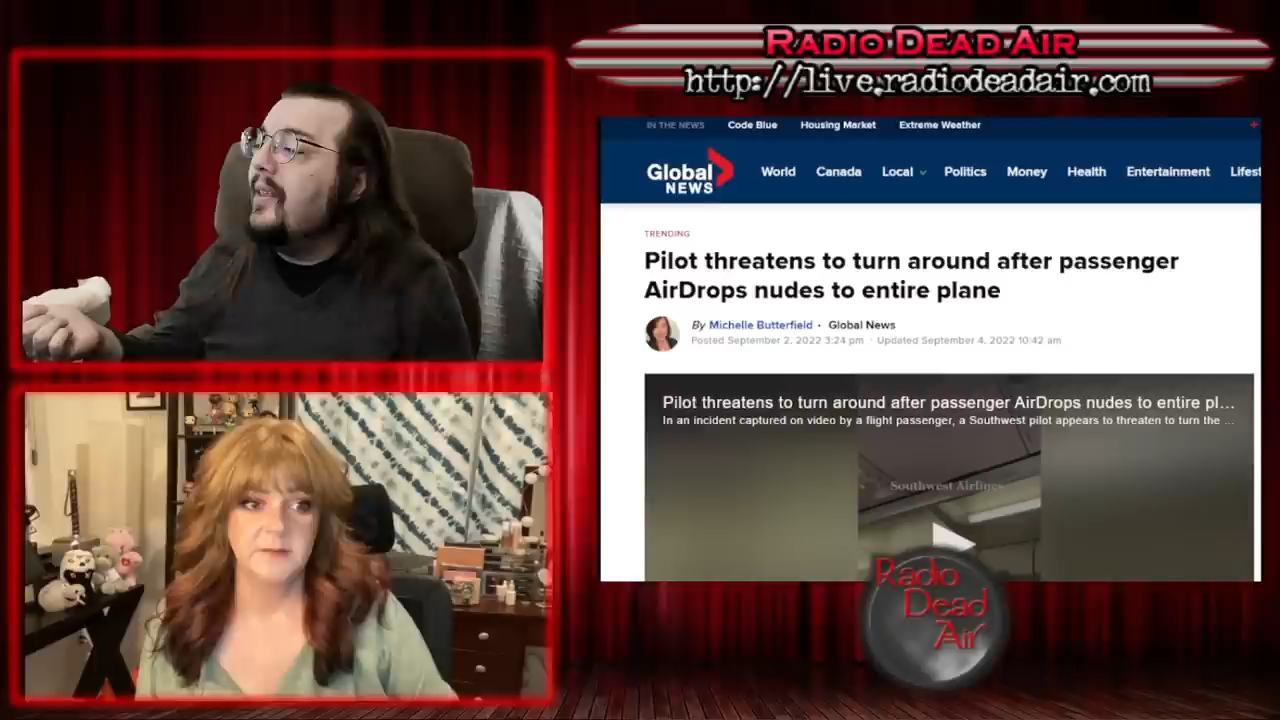 Radio Dead Air
http://live.radiodeadair.com
IN THE NEWS Code Blue Housing Market Extreme Weather
Global NEWS
World Canada Local Politics Money Health Entertainment Lifest
TRENDING
Pilot threatens to turn around after passenger
AirDrops nudes to entire plane
By Michelle Butterfield · Global News
Posted September 2, 2022 3:24 pm · Updated September 4, 2022 10:42 am
Pilot threatens to turn around after passenger AirDrops nudes to entire pl...
In an incident captured on video by a flight passenger, a Southwest pilot appears to threaten to turn the ...
Southwest Airlines
Radio
Dead
Air